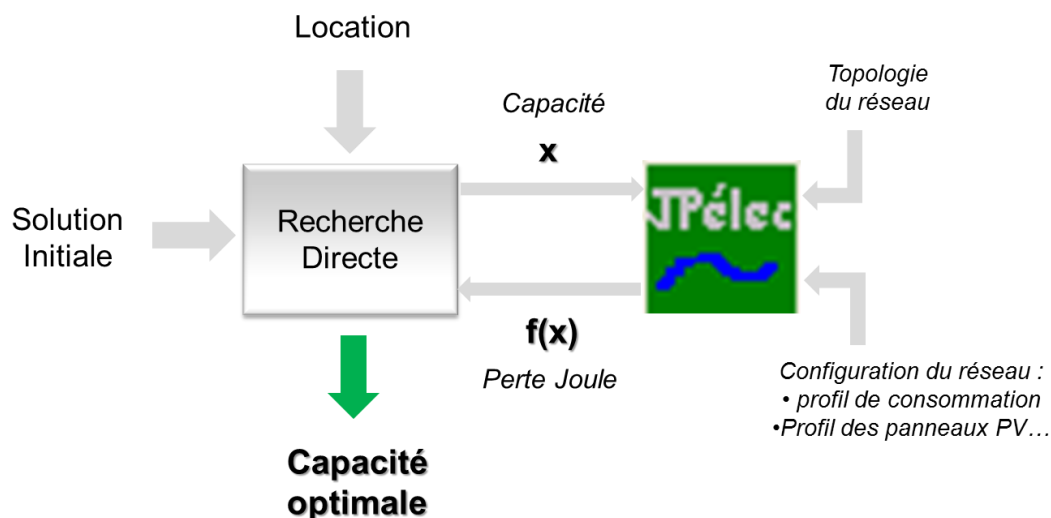 Location
Capacité
x
Topologie
du réseau
Solution
Initiale
Recherche
Directe
JPélec
f(x)
Perte Joule
Configuration du réseau :
• profil de consommation
•Profil des panneaux PV…
Capacité
optimale